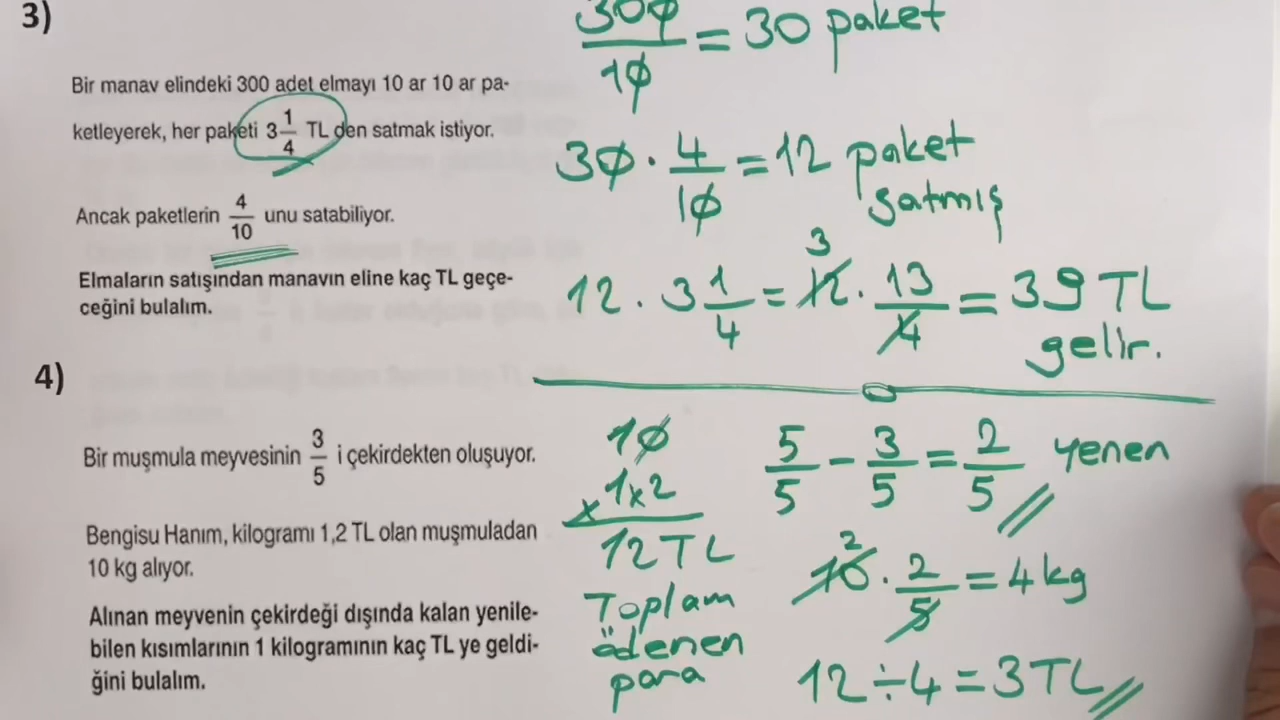 3)
Bir manav elindeki 300 adet elmayı 10 ar 10 ar pa-
ketleyerek, her paketi 3 1/4 TL den satmak istiyor.
Ancak paketlerin 4/10 unu satabiliyor.
Elmaların satışından manavın eline kaç TL geçe-
ceğini bulalım.
300/10 = 30 paket
30 · 4/10 = 12 paket
satmış
12 · 3 1/4 = 12 · 13/4 = 39 TL
3
gelir.
4)
Bir muşmula meyvesinin 3/5 i çekirdekten oluşuyor.
Bengisu Hanım, kilogramı 1,2 TL olan muşmuladan
10 kg alıyor.
Alınan meyvenin çekirdeği dışında kalan yenile-
bilen kısımlarının 1 kilogramının kaç TL ye geldi-
ğini bulalım.
10
x 1,2
12 TL
Toplam
ödenen
para
5/5 - 3/5 = 2/5 yenen
2
10 · 2/5 = 4 kg
12 ÷ 4 = 3 TL